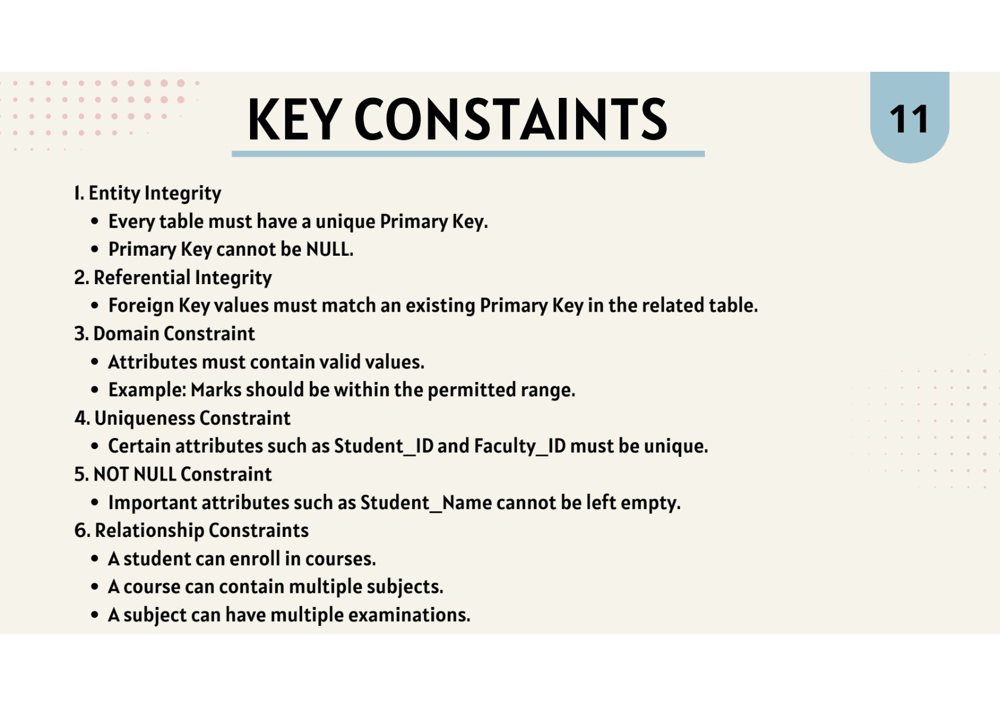 KEY CONSTAINTS
11
1. Entity Integrity
• Every table must have a unique Primary Key.
• Primary Key cannot be NULL.
2. Referential Integrity
• Foreign Key values must match an existing Primary Key in the related table.
3. Domain Constraint
• Attributes must contain valid values.
• Example: Marks should be within the permitted range.
4. Uniqueness Constraint
• Certain attributes such as Student_ID and Faculty_ID must be unique.
5. NOT NULL Constraint
• Important attributes such as Student_Name cannot be left empty.
6. Relationship Constraints
• A student can enroll in courses.
• A course can contain multiple subjects.
• A subject can have multiple examinations.